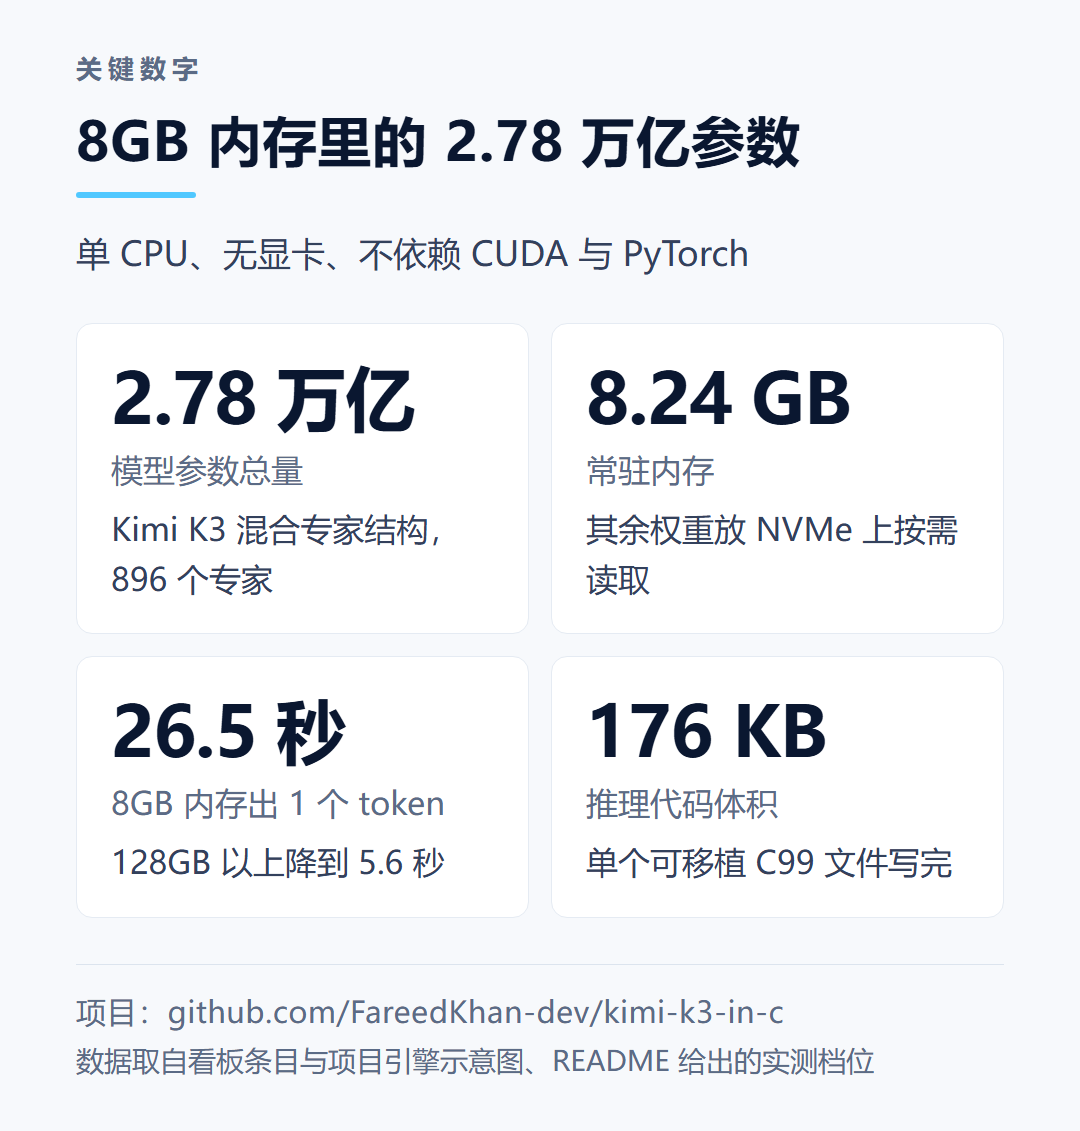 关键数字
8GB 内存里的 2.78 万亿参数
单 CPU、无显卡、不依赖 CUDA 与 PyTorch
2.78 万亿
模型参数总量
Kimi K3 混合专家结构，
896 个专家
8.24 GB
常驻内存
其余权重放 NVMe 上按需
读取
26.5 秒
8GB 内存出 1 个 token
128GB 以上降到 5.6 秒
176 KB
推理代码体积
单个可移植 C99 文件写完
项目：github.com/FareedKhan-dev/kimi-k3-in-c
数据取自看板条目与项目引擎示意图、README 给出的实测档位